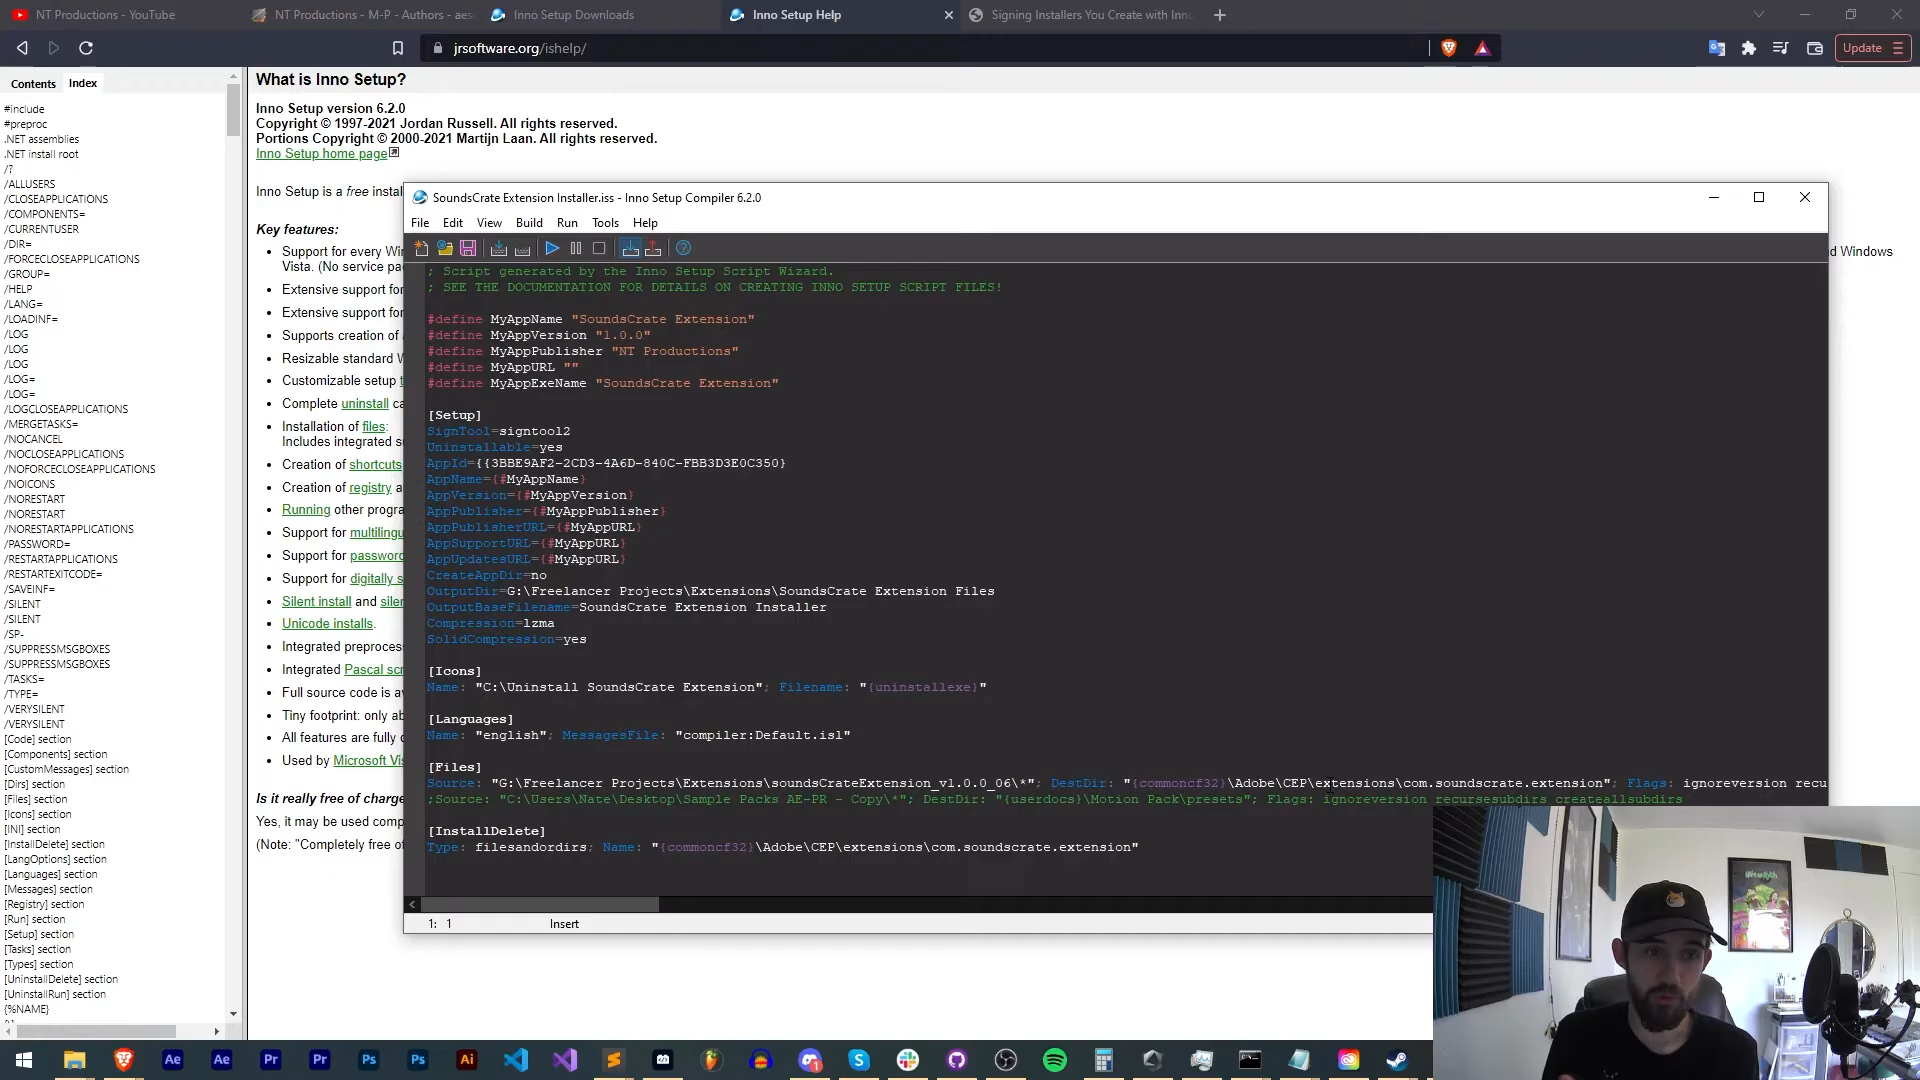 NT Productions - YouTube
NT Productions - M-P - Authors - aesc
Inno Setup Downloads
Inno Setup Help
Signing Installers You Create with Inno
jrsoftware.org/ishelp/
Update
Contents
Index
#include
#preproc
.NET assemblies
.NET install root
/?
/ALLUSERS
/CLOSEAPPLICATIONS
/COMPONENTS=
/CURRENTUSER
/DIR=
/FORCECLOSEAPPLICATIONS
/GROUP=
/HELP
/LANG=
/LOADINF=
/LOG
/LOG
/LOG
/LOG=
/LOG=
/LOGCLOSEAPPLICATIONS
/MERGETASKS=
/NOCANCEL
/NOCLOSEAPPLICATIONS
/NOFORCECLOSEAPPLICATIONS
/NOICONS
/NORESTART
/NORESTART
/NORESTARTAPPLICATIONS
/PASSWORD=
/RESTARTAPPLICATIONS
/RESTARTEXITCODE=
/SAVEINF=
/SILENT
/SILENT
/SP-
/SUPPRESSMSGBOXES
/SUPPRESSMSGBOXES
/TASKS=
/TYPE=
/VERYSILENT
/VERYSILENT
[Code] section
[Components] section
[CustomMessages] section
[Dirs] section
[Files] section
[Icons] section
[INI] section
[InstallDelete] section
[LangOptions] section
[Languages] section
[Messages] section
[Registry] section
[Run] section
[Setup] section
[Tasks] section
[Types] section
[UninstallDelete] section
[UninstallRun] section
{%NAME}
What is Inno Setup?
Inno Setup version 6.2.0
Copyright © 1997-2021 Jordan Russell. All rights reserved.
Portions Copyright © 2000-2021 Martijn Laan. All rights reserved.
Inno Setup home page
Inno Setup is a free instal
Key features:
Support for every Win
d Windows
Vista. (No service pa
Extensive support for
Extensive support for
Supports creation of
Resizable standard W
Customizable setup t
Complete uninstall ca
Installation of files:
Includes integrated s
Creation of shortcuts
Creation of registry a
Running other progra
Support for multilingu
Support for password
Support for digitally s
Silent install and silen
Unicode installs.
Integrated preprocess
Integrated Pascal scr
Full source code is av
Tiny footprint: only ab
All features are fully d
Used by Microsoft Vis
Is it really free of charge
Yes, it may be used comp
(Note: "Completely free of
SoundsCrate Extension Installer.iss - Inno Setup Compiler 6.2.0
File Edit View Build Run Tools Help
; Script generated by the Inno Setup Script Wizard.
; SEE THE DOCUMENTATION FOR DETAILS ON CREATING INNO SETUP SCRIPT FILES!
#define MyAppName "SoundsCrate Extension"
#define MyAppVersion "1.0.0"
#define MyAppPublisher "NT Productions"
#define MyAppURL ""
#define MyAppExeName "SoundsCrate Extension"
[Setup]
SignTool=signtool2
Uninstallable=yes
AppId={{3BBE9AF2-2CD3-4A6D-840C-FBB3D3E0C350}
AppName={#MyAppName}
AppVersion={#MyAppVersion}
AppPublisher={#MyAppPublisher}
AppPublisherURL={#MyAppURL}
AppSupportURL={#MyAppURL}
AppUpdatesURL={#MyAppURL}
CreateAppDir=no
OutputDir=G:\Freelancer Projects\Extensions\SoundsCrate Extension Files
OutputBaseFilename=SoundsCrate Extension Installer
Compression=lzma
SolidCompression=yes
[Icons]
Name: "C:\Uninstall SoundsCrate Extension"; Filename: "{uninstallexe}"
[Languages]
Name: "english"; MessagesFile: "compiler:Default.isl"
[Files]
Source: "G:\Freelancer Projects\Extensions\soundsCrateExtension_v1.0.0_06\*"; DestDir: "{commoncf32}\Adobe\CEP\extensions\com.soundscrate.extension"; Flags: ignoreversion recu
;Source: "C:\Users\Nate\Desktop\Sample Packs AE-PR - Copy\*"; DestDir: "{userdocs}\Motion Pack\presets"; Flags: ignoreversion recursesubdirs createallsubdirs
[InstallDelete]
Type: filesandordirs; Name: "{commoncf32}\Adobe\CEP\extensions\com.soundscrate.extension"
1: 1
Insert
Ae
Ae
Pr
Pr
Ps
Ps
Ai